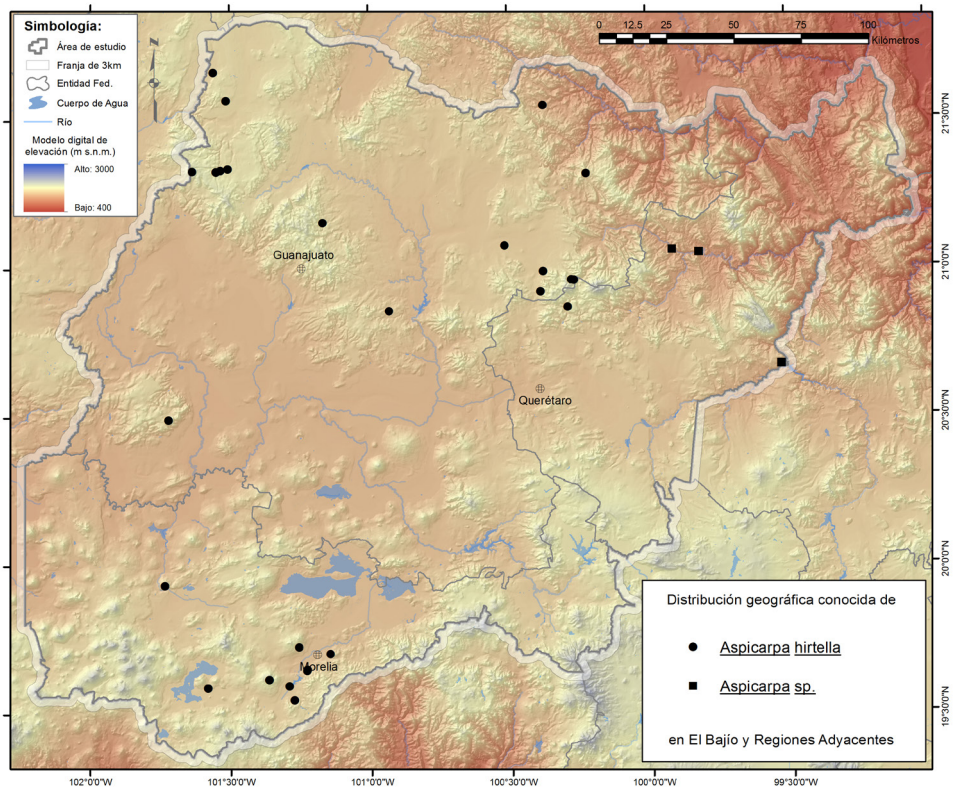 Simbología:
Área de estudio
Franja de 3km
Entidad Fed.
Cuerpo de Agua
Río
Modelo digital de
elevación (m s.n.m.)
Alto: 3000
Bajo: 400
N
0 12.5 25 50 75 100
Kilómetros
21°30'0"N
21°0'0"N
20°30'0"N
20°0'0"N
19°30'0"N
Guanajuato
Querétaro
Morelia
Distribución geográfica conocida de
Aspicarpa hirtella
Aspicarpa sp.
en El Bajío y Regiones Adyacentes
102°0'0"W 101°30'0"W 101°0'0"W 100°30'0"W 100°0'0"W 99°30'0"W